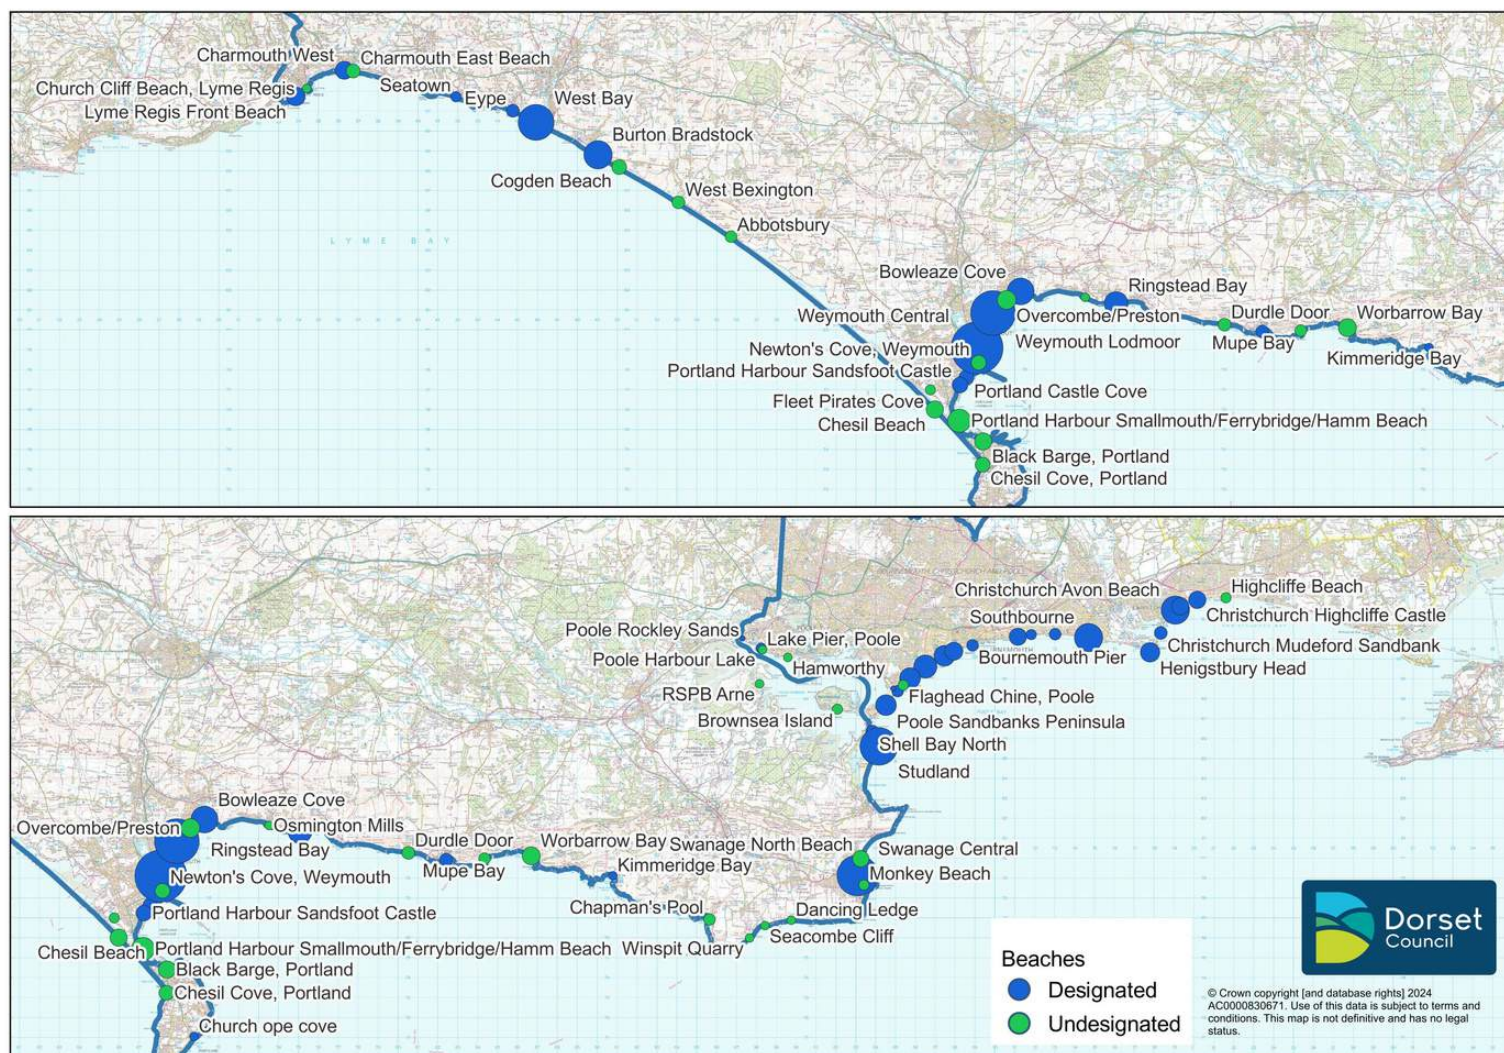 Charmouth West
Charmouth East Beach
Church Cliff Beach, Lyme Regis
Seatown
Lyme Regis Front Beach
Eype
West Bay
Burton Bradstock
Cogden Beach
West Bexington
Abbotsbury
LYME BAY
Bowleaze Cove
Ringstead Bay
Weymouth Central
Overcombe/Preston
Durdle Door
Worbarrow Bay
Weymouth Lodmoor
Mupe Bay
Newton's Cove, Weymouth
Kimmeridge Bay
Portland Harbour Sandsfoot Castle
Portland Castle Cove
Fleet Pirates Cove
Chesil Beach
Portland Harbour Smallmouth/Ferrybridge/Hamm Beach
Black Barge, Portland
Chesil Cove, Portland
Christchurch Avon Beach
Highcliffe Beach
Christchurch Highcliffe Castle
Southbourne
Poole Rockley Sands
Lake Pier, Poole
Christchurch Mudeford Sandbank
Poole Harbour Lake
Hamworthy
Bournemouth Pier
Henigstbury Head
RSPB Arne
Flaghead Chine, Poole
Brownsea Island
Poole Sandbanks Peninsula
Shell Bay North
Studland
Bowleaze Cove
Overcombe/Preston
Osmington Mills
Ringstead Bay
Durdle Door
Worbarrow Bay
Swanage North Beach
Swanage Central
Mupe Bay
Kimmeridge Bay
Newton's Cove, Weymouth
Monkey Beach
Portland Harbour Sandsfoot Castle
Chapman's Pool
Dancing Ledge
Chesil Beach
Portland Harbour Smallmouth/Ferrybridge/Hamm Beach
Winspit Quarry
Seacombe Cliff
Black Barge, Portland
Chesil Cove, Portland
Church ope cove
Beaches
Designated
Undesignated
Dorset
Council
© Crown copyright [and database rights] 2024
AC0000830671. Use of this data is subject to terms and
conditions. This map is not definitive and has no legal
status.